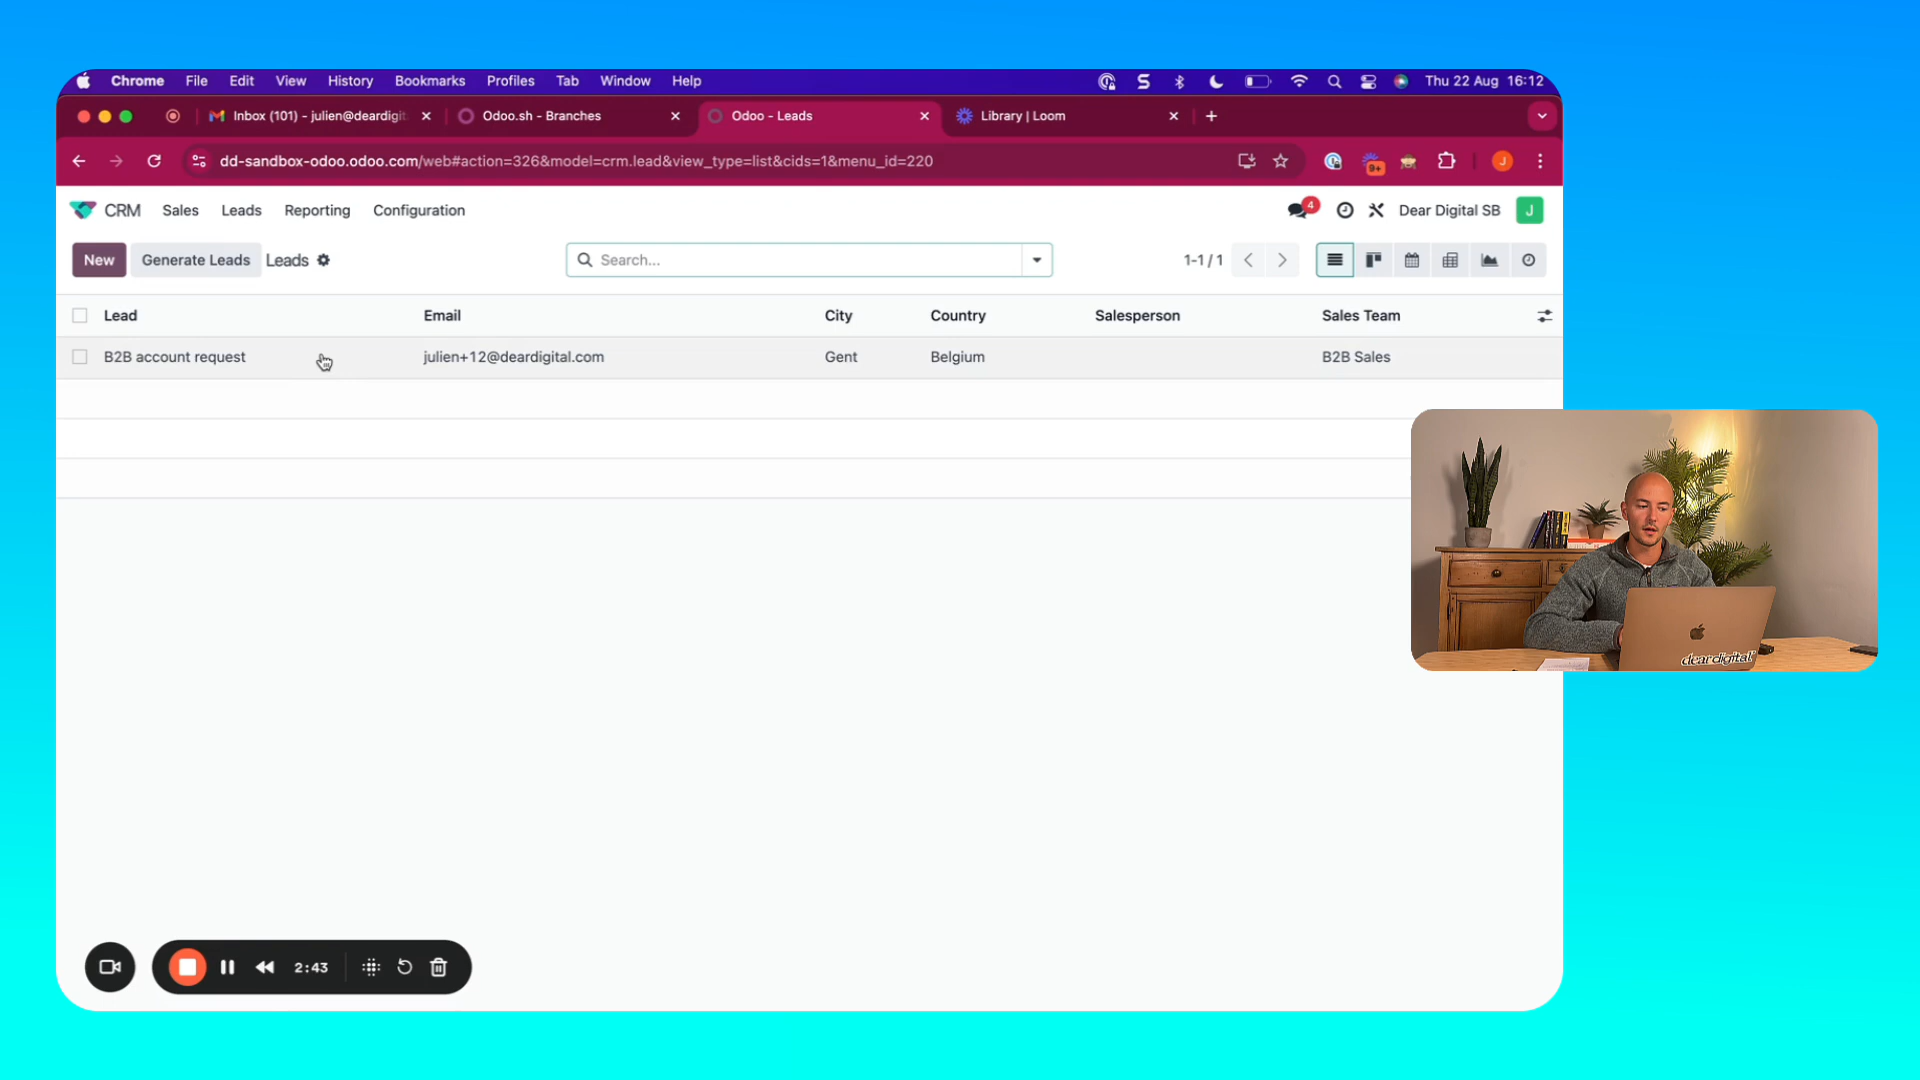 Chrome File Edit View History Bookmarks Profiles Tab Window Help Thu 22 Aug 16:12
Inbox (101) - julien@deardigit Odoo.sh - Branches Odoo - Leads Library | Loom
dd-sandbox-odoo.odoo.com/web#action=326&model=crm.lead&view_type=list&cids=1&menu_id=220 9+ J
CRM Sales Leads Reporting Configuration 4 Dear Digital SB J
New Generate Leads Leads Search... 1-1 / 1
Lead Email City Country Salesperson Sales Team
B2B account request julien+12@deardigital.com Gent Belgium B2B Sales
dear digital
2:43